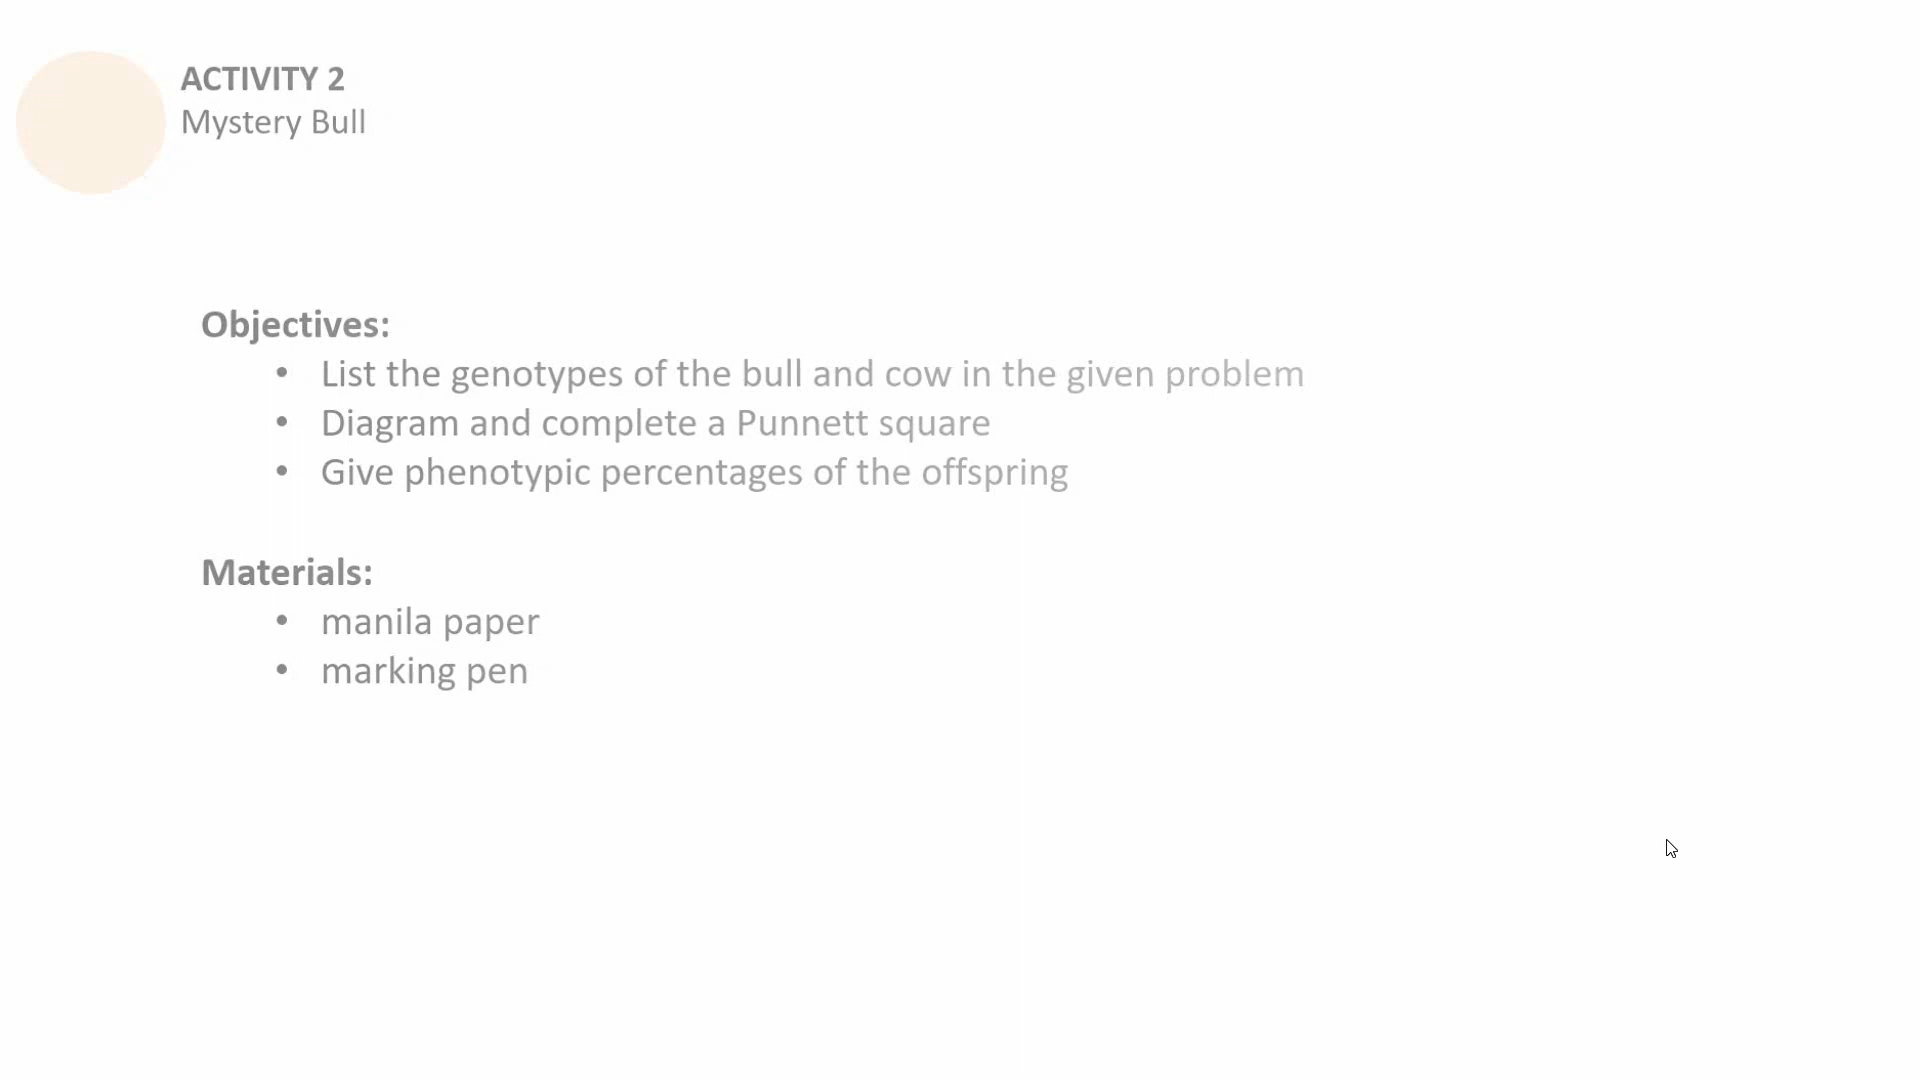 ACTIVITY 2
Mystery Bull
Objectives:
• List the genotypes of the bull and cow in the given problem
• Diagram and complete a Punnett square
• Give phenotypic percentages of the offspring
Materials:
• manila paper
• marking pen